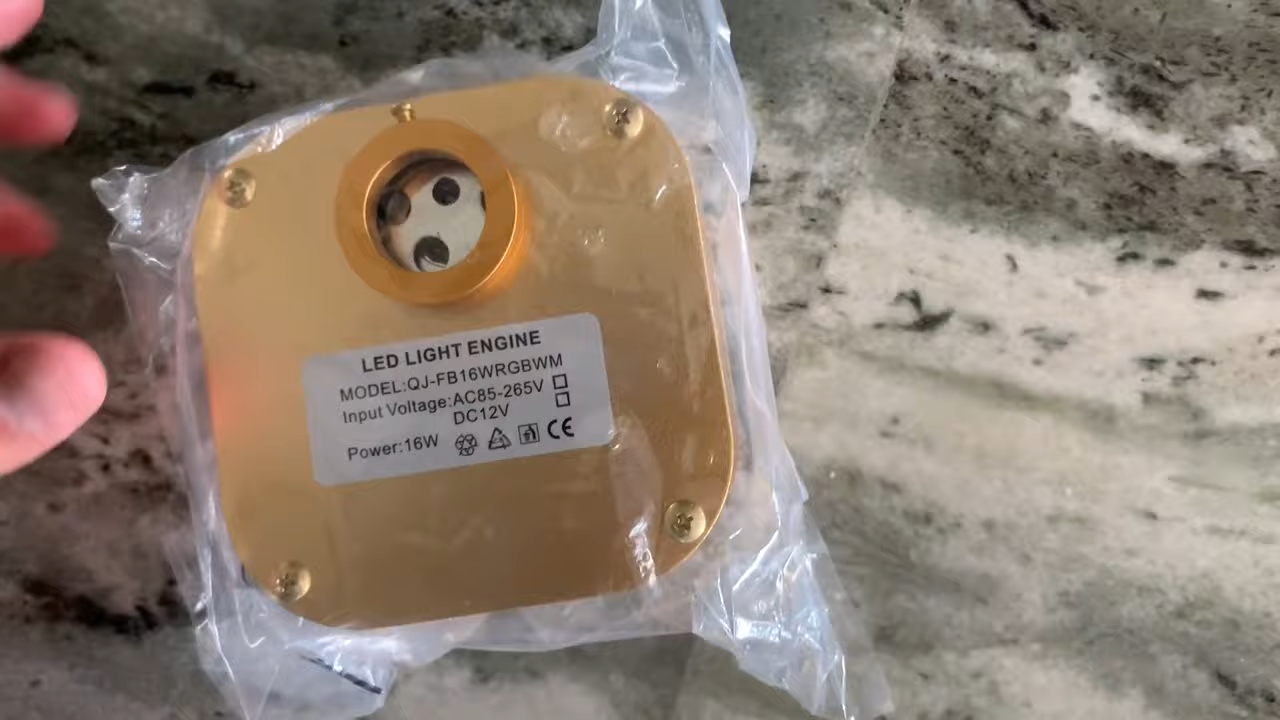 LED LIGHT ENGINE
MODEL:QJ-FB16WRGBWM
Input Voltage:AC85-265V
DC12V
Power:16W CE